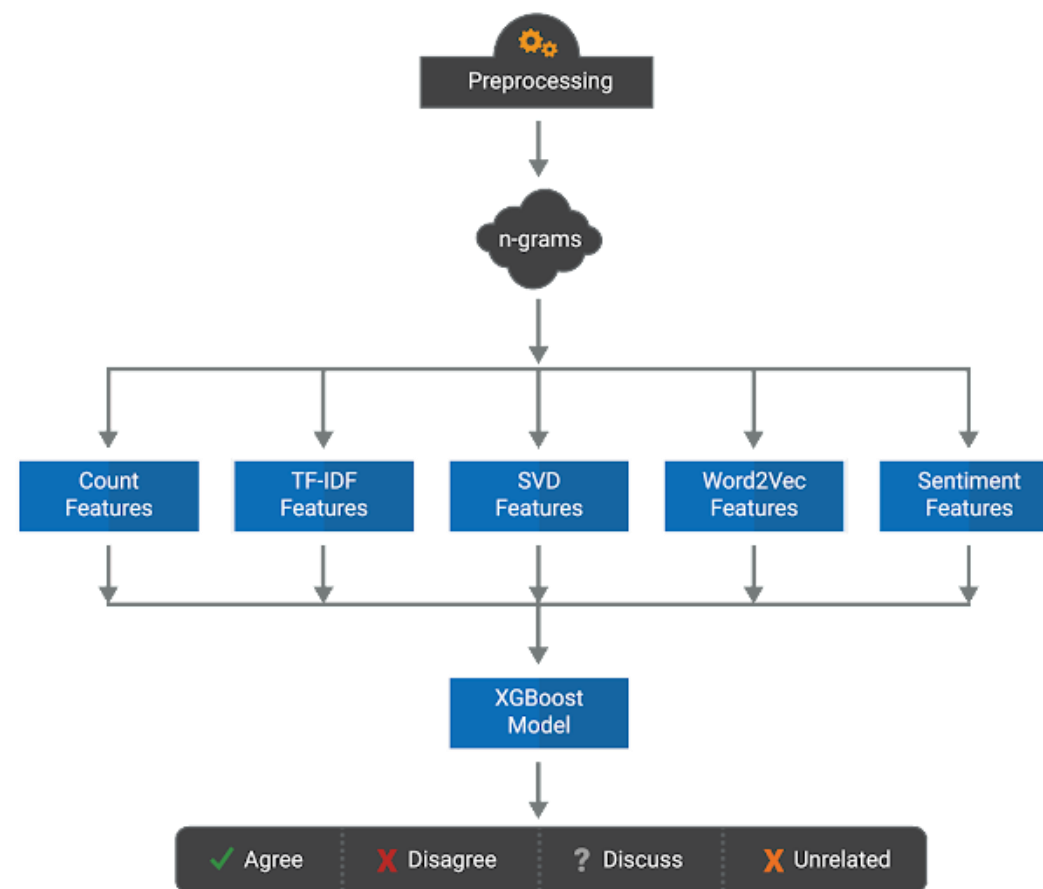 Preprocessing
n-grams
Count
Features
TF-IDF
Features
SVD
Features
Word2Vec
Features
Sentiment
Features
XGBoost
Model
Agree
Disagree
? Discuss
Unrelated